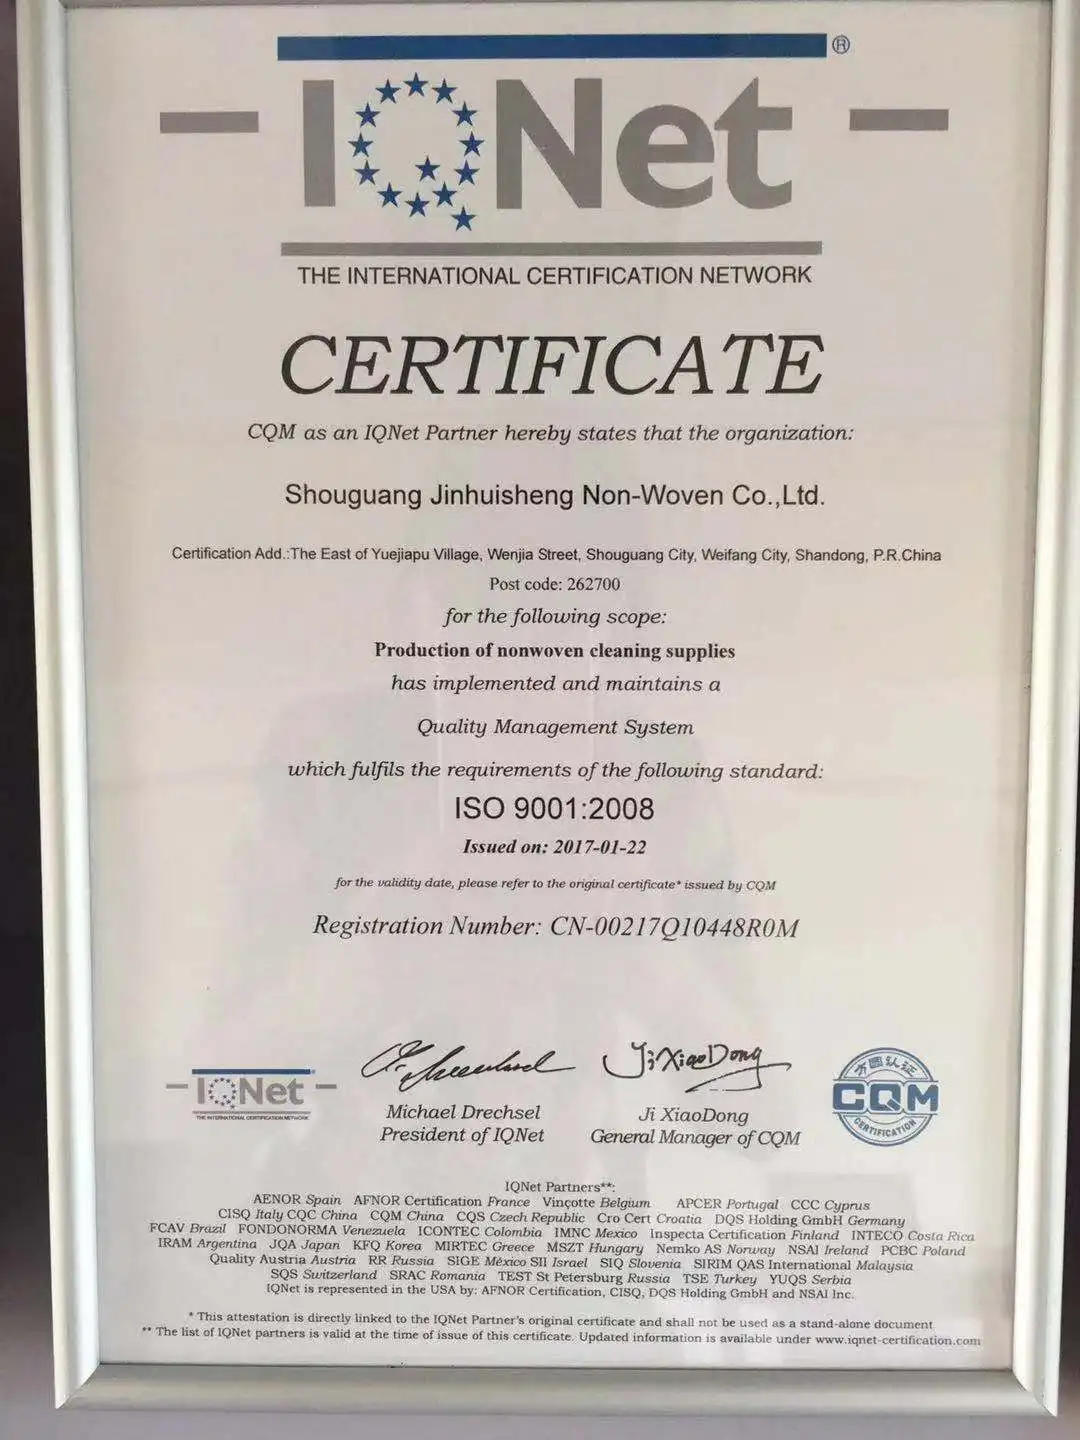 IQNet®
THE INTERNATIONAL CERTIFICATION NETWORK
CERTIFICATE
CQM as an IQNet Partner hereby states that the organization:
Shouguang Jinhuisheng Non-Woven Co.,Ltd.
Certification Add.:The East of Yuejiapu Village, Wenjia Street, Shouguang City, Weifang City, Shandong, P.R.China
Post code: 262700
for the following scope:
Production of nonwoven cleaning supplies
has implemented and maintains a
Quality Management System
which fulfils the requirements of the following standard:
ISO 9001:2008
Issued on: 2017-01-22
for the validity date, please refer to the original certificate* issued by CQM
Registration Number: CN-00217Q10448R0M
IQNet
THE INTERNATIONAL CERTIFICATION NETWORK
Ji XiaoDong
Michael Drechsel
President of IQNet
Ji XiaoDong
General Manager of CQM
方圆认证
CQM
CERTIFICATION
IQNet Partners**:
AENOR Spain AFNOR Certification France Vinçotte Belgium APCER Portugal CCC Cyprus
CISQ Italy CQC China CQM China CQS Czech Republic Cro Cert Croatia DQS Holding GmbH Germany
FCAV Brazil FONDONORMA Venezuela ICONTEC Colombia IMNC Mexico Inspecta Certification Finland INTECO Costa Rica
IRAM Argentina JQA Japan KFQ Korea MIRTEC Greece MSZT Hungary Nemko AS Norway NSAI Ireland PCBC Poland
Quality Austria Austria RR Russia SIGE México SII Israel SIQ Slovenia SIRIM QAS International Malaysia
SQS Switzerland SRAC Romania TEST St Petersburg Russia TSE Turkey YUQS Serbia
IQNet is represented in the USA by: AFNOR Certification, CISQ, DQS Holding GmbH and NSAI Inc.
* This attestation is directly linked to the IQNet Partner's original certificate and shall not be used as a stand-alone document
** The list of IQNet partners is valid at the time of issue of this certificate. Updated information is available under www.iqnet-certification.com